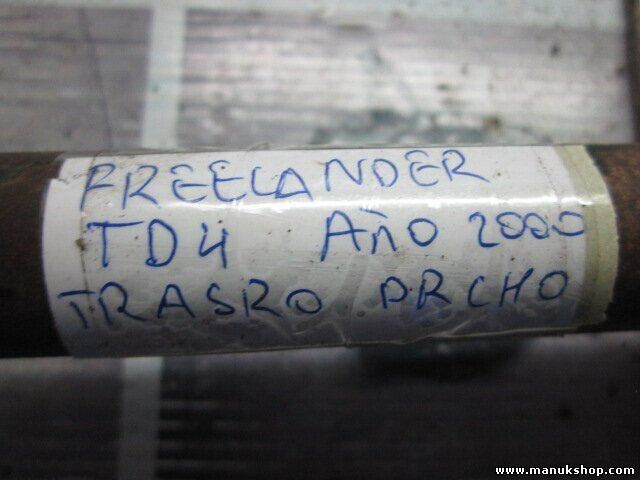 FREELANDER
TD4 AÑO 2000
TRASRO DRCHO
www.manukshop.com